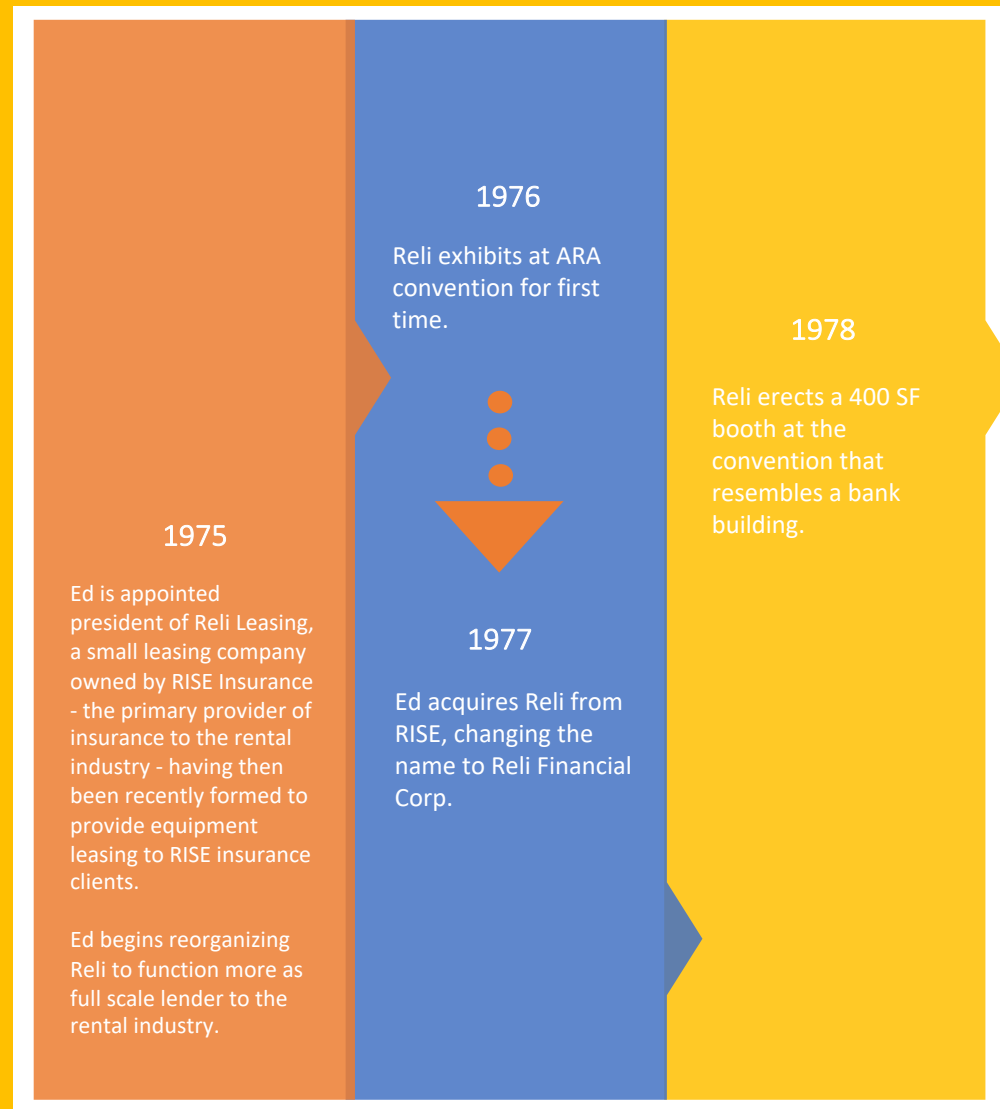 1975
Ed is appointed
president of Reli Leasing,
a small leasing company
owned by RISE Insurance
- the primary provider of
insurance to the rental
industry - having then
been recently formed to
provide equipment
leasing to RISE insurance
clients.
Ed begins reorganizing
Reli to function more as
full scale lender to the
rental industry.
1976
Reli exhibits at ARA
convention for first
time.
1977
Ed acquires Reli from
RISE, changing the
name to Reli Financial
Corp.
1978
Reli erects a 400 SF
booth at the
convention that
resembles a bank
building.